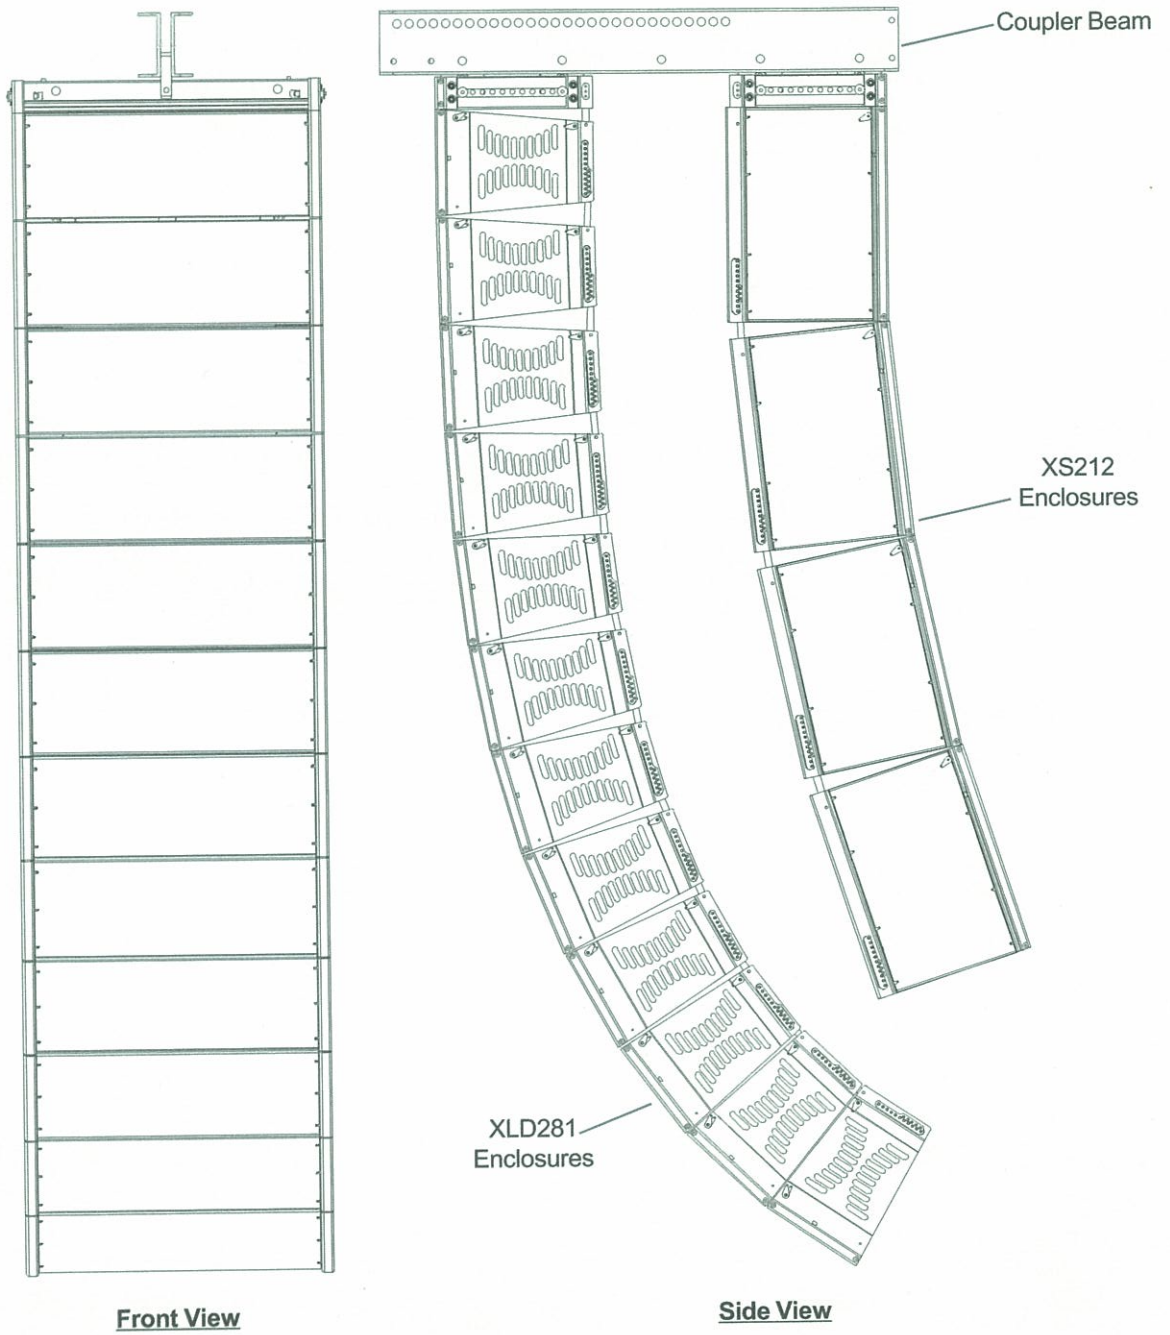 Coupler Beam
XS212
Enclosures
XLD281
Enclosures
Front View
Side View